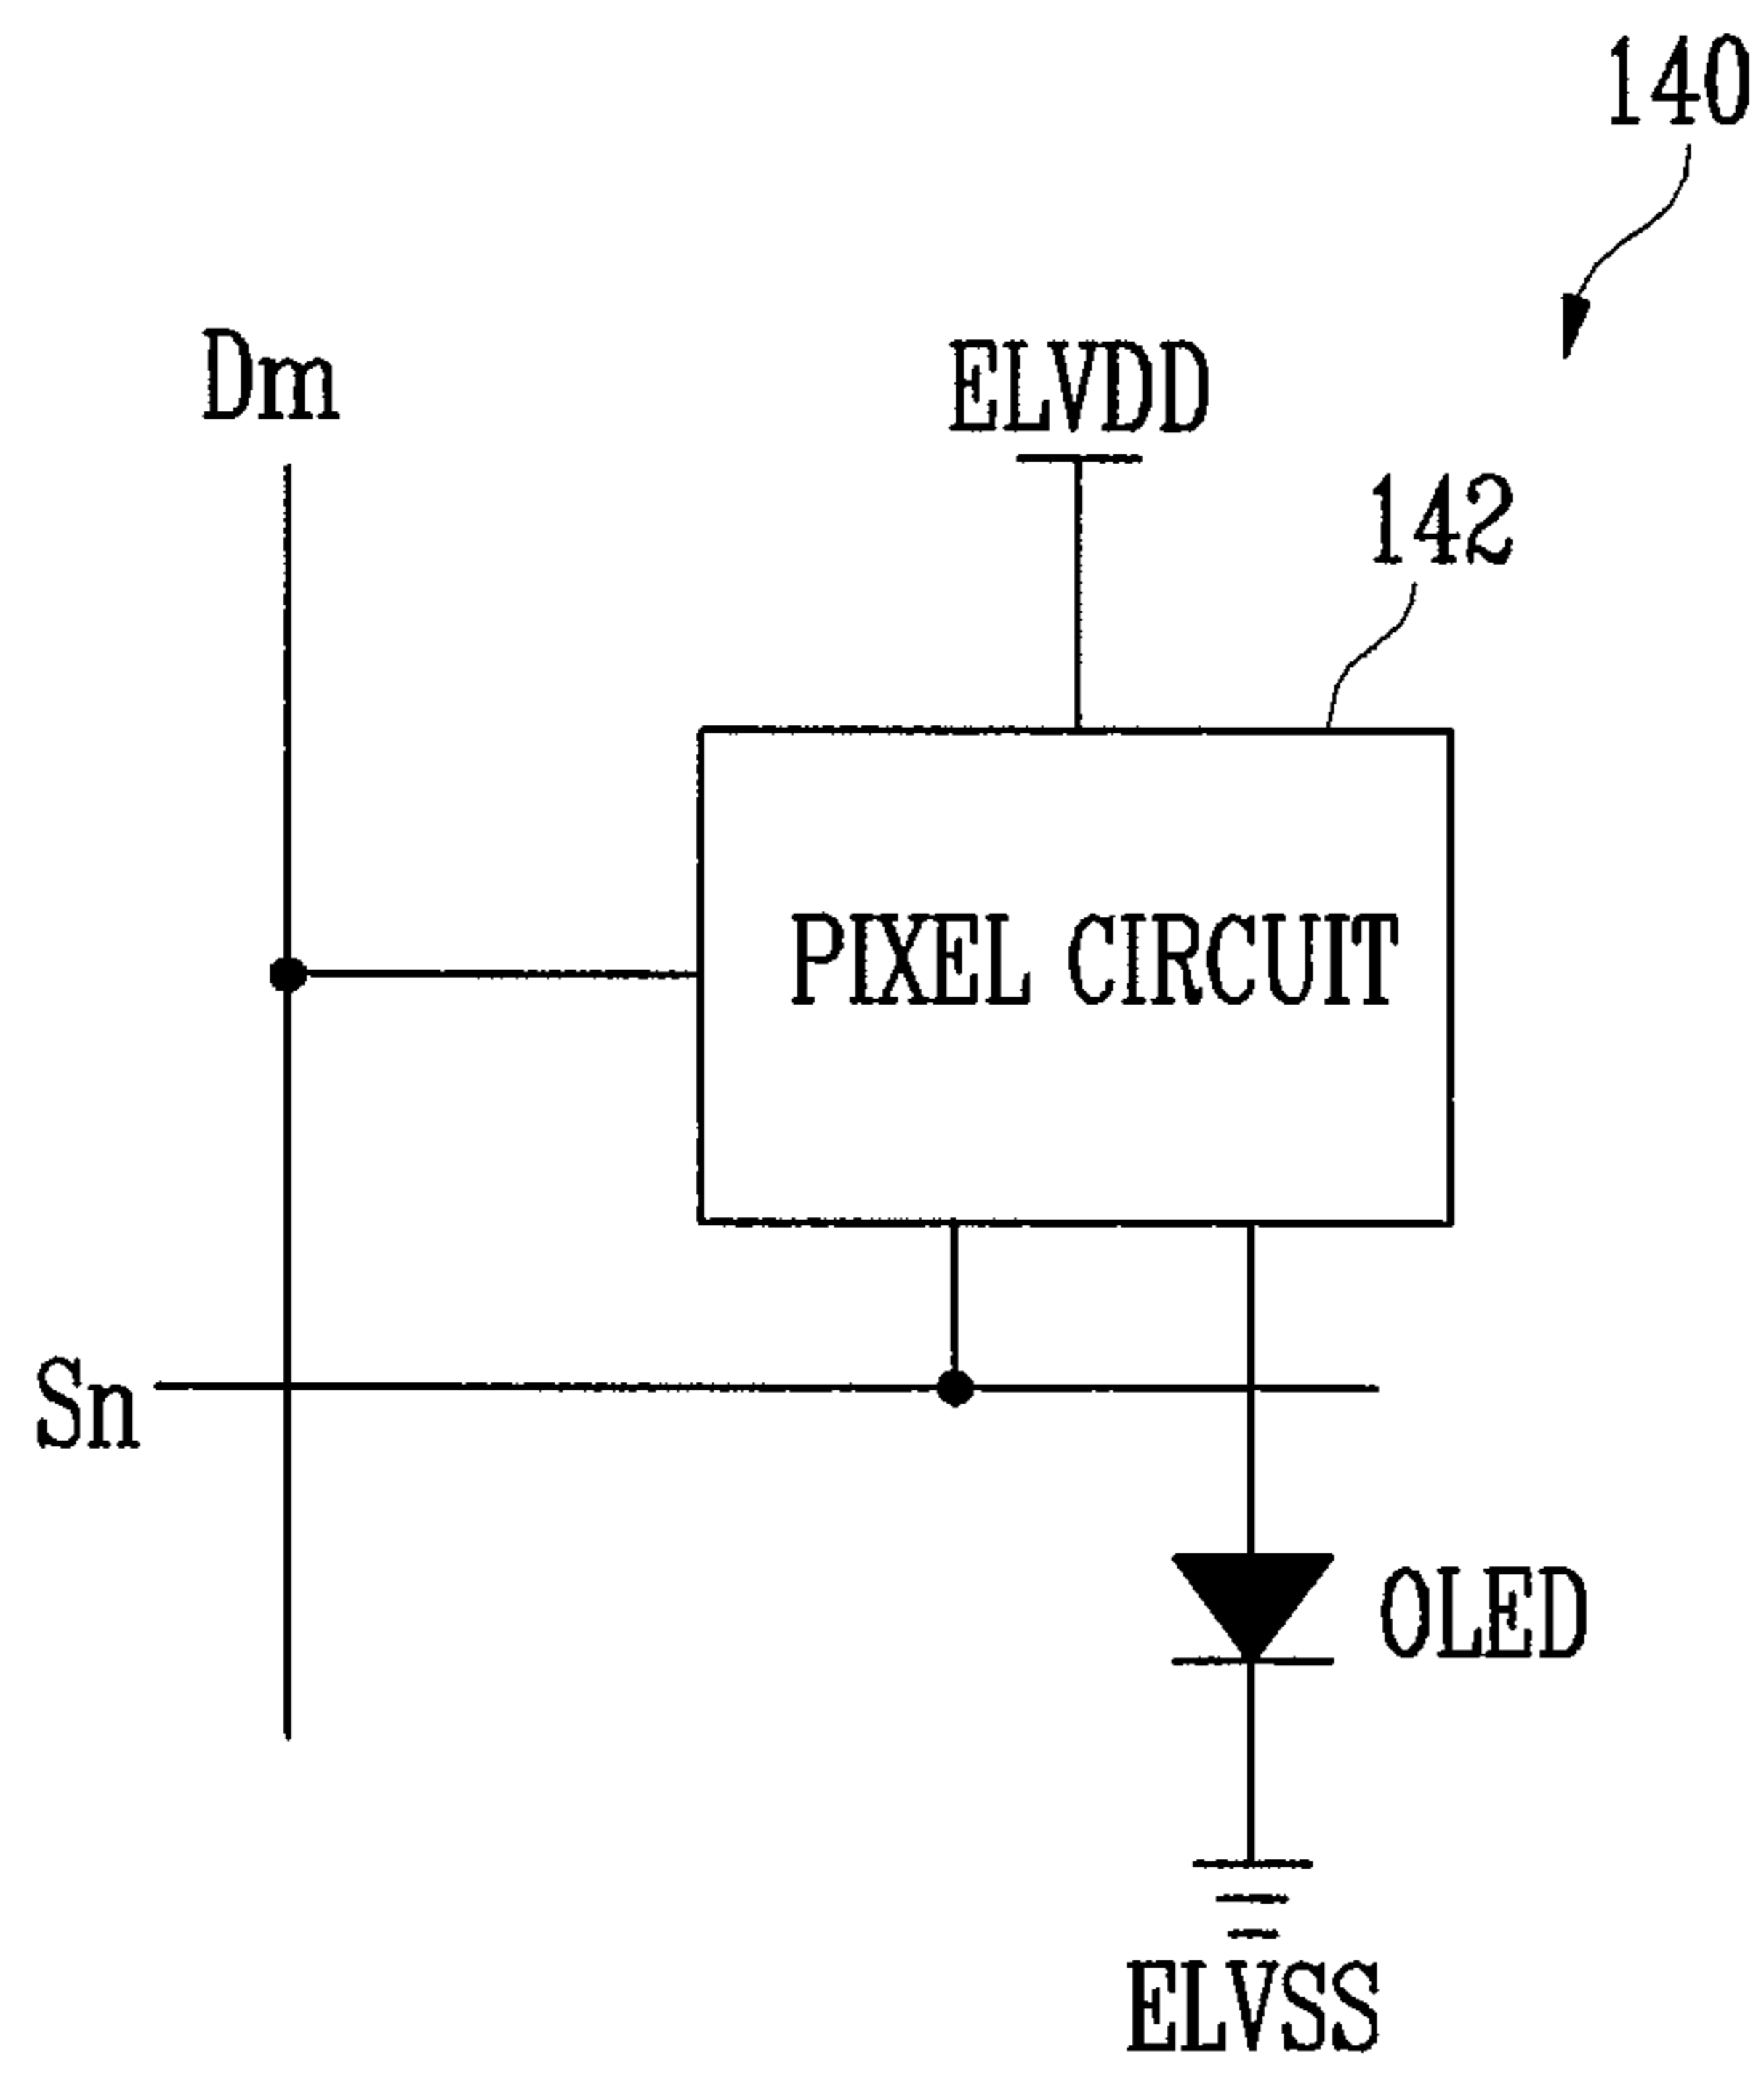 140
Dm
ELVDD
142
PIXEL CIRCUIT
Sn
OLED
ELVSS